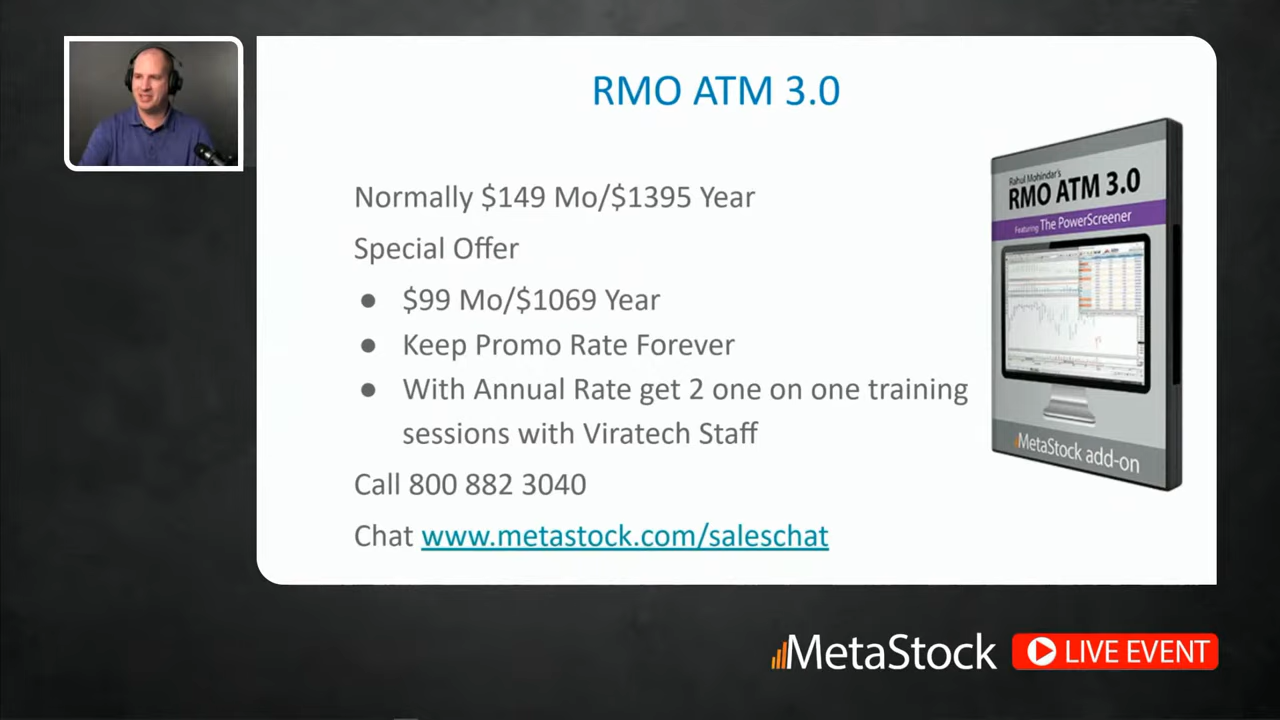 RMO ATM 3.0
Normally $149 Mo/$1395 Year
Special Offer
● $99 Mo/$1069 Year
● Keep Promo Rate Forever
● With Annual Rate get 2 one on one training
sessions with Viratech Staff
Call 800 882 3040
Chat www.metastock.com/saleschat
Rahul Mohindar's
RMO ATM 3.0
Featuring The PowerScreener
MetaStock add-on
MetaStock LIVE EVENT